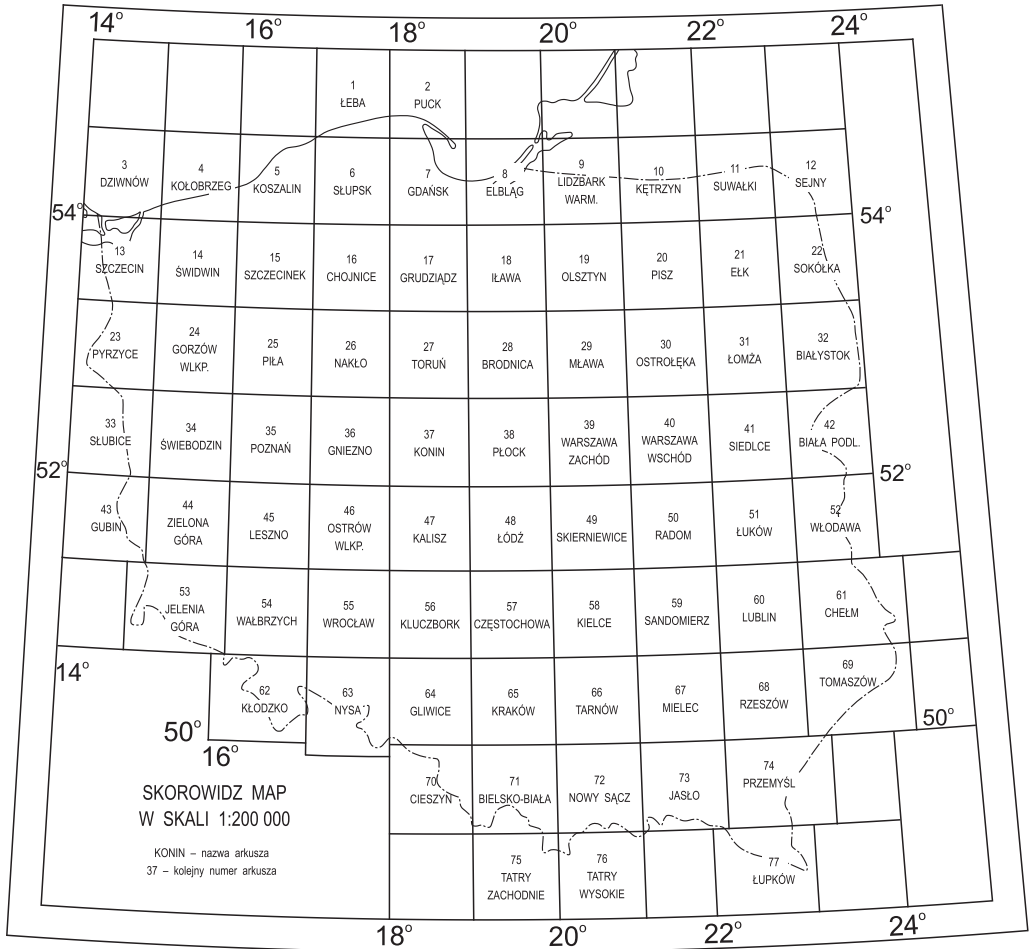 14° 16° 18° 20° 22° 24°
1
ŁEBA
2
PUCK
3
DZIWNÓW
4
KOŁOBRZEG
5
KOSZALIN
6
SŁUPSK
7
GDAŃSK
8
ELBLĄG
9
LIDZBARK
WARM.
10
KĘTRZYN
11
SUWAŁKI
12
SEJNY
54° 54°
13
SZCZECIN
14
ŚWIDWIN
15
SZCZECINEK
16
CHOJNICE
17
GRUDZIĄDZ
18
IŁAWA
19
OLSZTYN
20
PISZ
21
EŁK
22
SOKÓŁKA
23
PYRZYCE
24
GORZÓW
WLKP.
25
PIŁA
26
NAKŁO
27
TORUŃ
28
BRODNICA
29
MŁAWA
30
OSTROŁĘKA
31
ŁOMŻA
32
BIAŁYSTOK
33
SŁUBICE
34
ŚWIEBODZIN
35
POZNAŃ
36
GNIEZNO
37
KONIN
38
PŁOCK
39
WARSZAWA
ZACHÓD
40
WARSZAWA
WSCHÓD
41
SIEDLCE
42
BIAŁA PODL.
52° 52°
43
GUBIN
44
ZIELONA
GÓRA
45
LESZNO
46
OSTRÓW
WLKP.
47
KALISZ
48
ŁÓDŹ
49
SKIERNIEWICE
50
RADOM
51
ŁUKÓW
52
WŁODAWA
53
JELENIA
GÓRA
54
WAŁBRZYCH
55
WROCŁAW
56
KLUCZBORK
57
CZĘSTOCHOWA
58
KIELCE
59
SANDOMIERZ
60
LUBLIN
61
CHEŁM
14°
62
KŁODZKO
63
NYSA
64
GLIWICE
65
KRAKÓW
66
TARNÓW
67
MIELEC
68
RZESZÓW
69
TOMASZÓW
50° 50°
16°
70
CIESZYN
71
BIELSKO-BIAŁA
72
NOWY SĄCZ
73
JASŁO
74
PRZEMYŚL
SKOROWIDZ MAP
W SKALI 1:200 000
KONIN – nazwa arkusza
37 – kolejny numer arkusza
75
TATRY
ZACHODNIE
76
TATRY
WYSOKIE
77
ŁUPKÓW
18° 20° 22° 24°